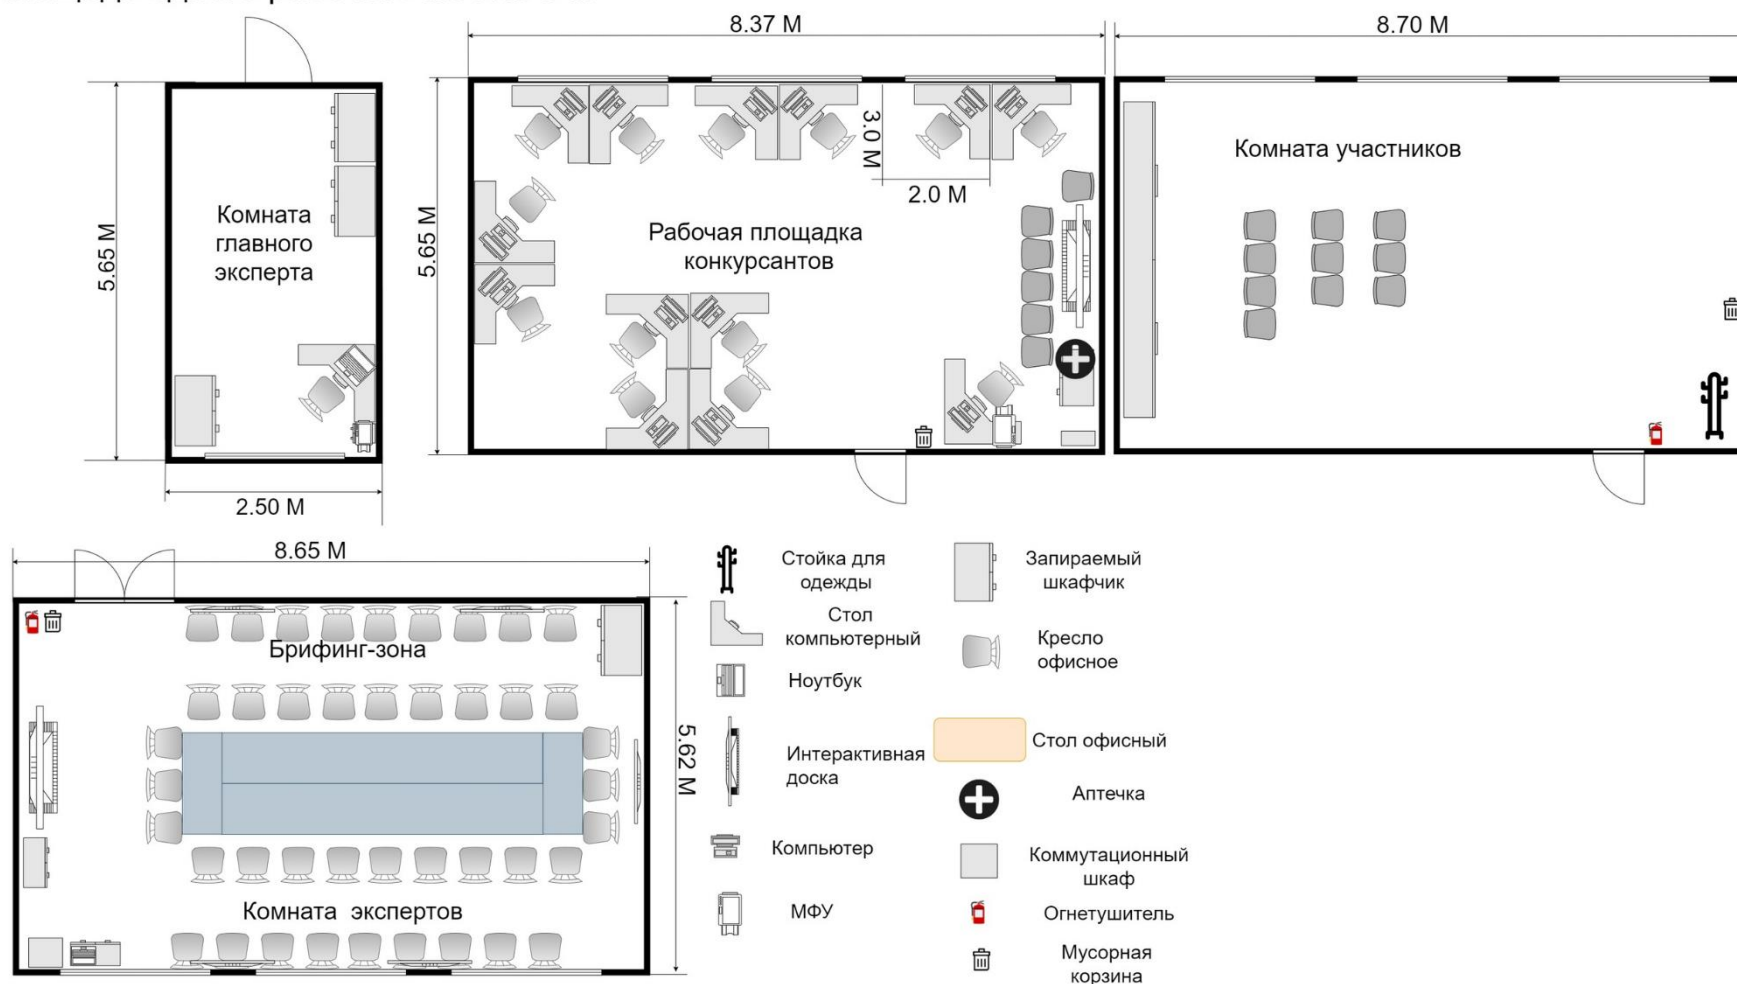 8.37 М
8.70 М
5.65 М
Комната
главного
эксперта
2.50 М
5.65 М
Рабочая площадка
конкурсантов
3.0 М
2.0 М
Комната участников
8.65 М
Брифинг-зона
5.62 М
Комната экспертов
Стойка для
одежды
Стол
компьютерный
Ноутбук
Интерактивная
доска
Компьютер
МФУ
Запираемый
шкафчик
Кресло
офисное
Стол офисный
Аптечка
Коммутационный
шкаф
Огнетушитель
Мусорная
корзина